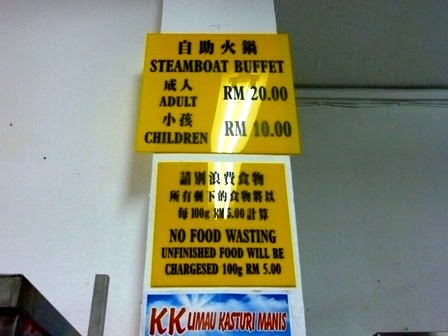 自助火鍋
STEAMBOAT BUFFET
成人
ADULT
RM 20.00
小孩
CHILDREN
RM 10.00
請別浪費食物
所有剩下的食物將以
每100g RM 5.00計算
NO FOOD WASTING
UNFINISHED FOOD WILL BE
CHARGESED 100g RM 5.00
KK LIMAU KASTURI MANIS